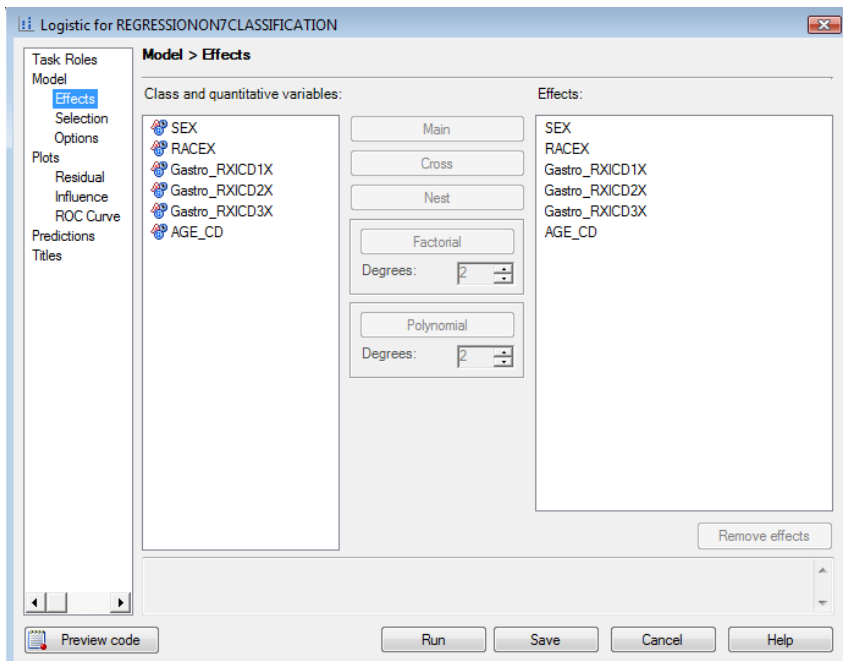 Logistic for REGRESSIONON7CLASSIFICATION
Task Roles
Model
Effects
Selection
Options
Plots
Residual
Influence
ROC Curve
Predictions
Titles
Model > Effects
Class and quantitative variables:
SEX
RACEX
Gastro_RXICD1X
Gastro_RXICD2X
Gastro_RXICD3X
AGE_CD
Main
Cross
Nest
Factorial
Degrees: 2
Polynomial
Degrees: 2
Effects:
SEX
RACEX
Gastro_RXICD1X
Gastro_RXICD2X
Gastro_RXICD3X
AGE_CD
Remove effects
Preview code
Run
Save
Cancel
Help